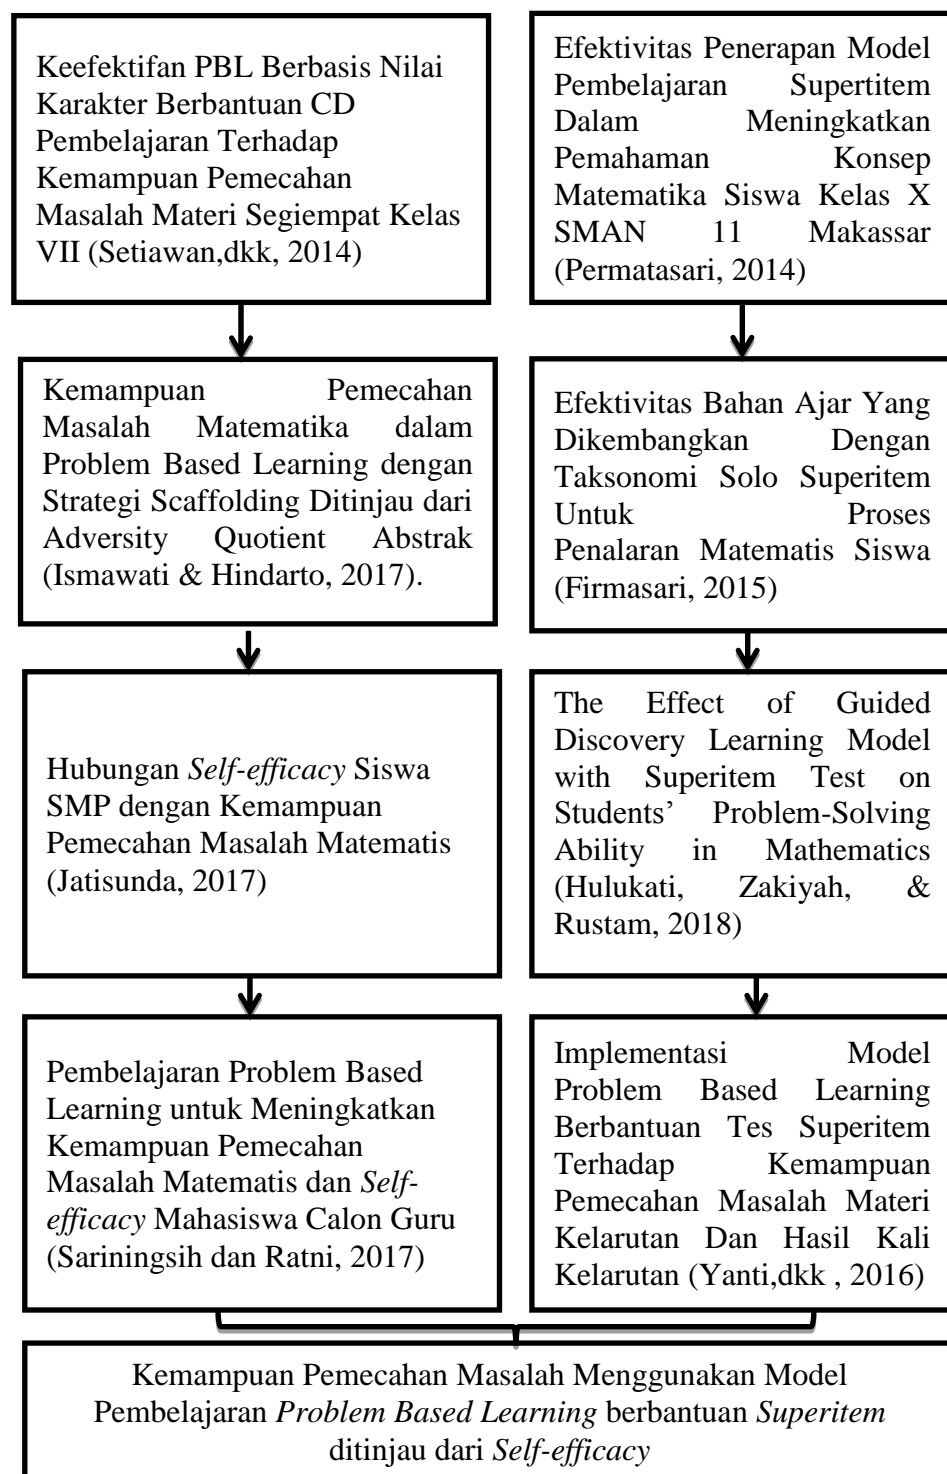 Keefektifan PBL Berbasis Nilai
Karakter Berbantuan CD
Pembelajaran Terhadap
Kemampuan Pemecahan
Masalah Materi Segiempat Kelas
VII (Setiawan,dkk, 2014)
Efektivitas Penerapan Model
Pembelajaran Supertitem
Dalam Meningkatkan
Pemahaman Konsep
Matematika Siswa Kelas X
SMAN 11 Makassar
(Permatasari, 2014)
Kemampuan Pemecahan
Masalah Matematika dalam
Problem Based Learning dengan
Strategi Scaffolding Ditinjau dari
Adversity Quotient Abstrak
(Ismawati & Hindarto, 2017).
Efektivitas Bahan Ajar Yang
Dikembangkan Dengan
Taksonomi Solo Superitem
Untuk Proses
Penalaran Matematis Siswa
(Firmasari, 2015)
Hubungan Self-efficacy Siswa
SMP dengan Kemampuan
Pemecahan Masalah Matematis
(Jatisunda, 2017)
The Effect of Guided
Discovery Learning Model
with Superitem Test on
Students’ Problem-Solving
Ability in Mathematics
(Hulukati, Zakiyah, &
Rustam, 2018)
Pembelajaran Problem Based
Learning untuk Meningkatkan
Kemampuan Pemecahan
Masalah Matematis dan Self-
efficacy Mahasiswa Calon Guru
(Sariningsih dan Ratni, 2017)
Implementasi Model
Problem Based Learning
Berbantuan Tes Superitem
Terhadap Kemampuan
Pemecahan Masalah Materi
Kelarutan Dan Hasil Kali
Kelarutan (Yanti,dkk , 2016)
Kemampuan Pemecahan Masalah Menggunakan Model
Pembelajaran Problem Based Learning berbantuan Superitem
ditinjau dari Self-efficacy